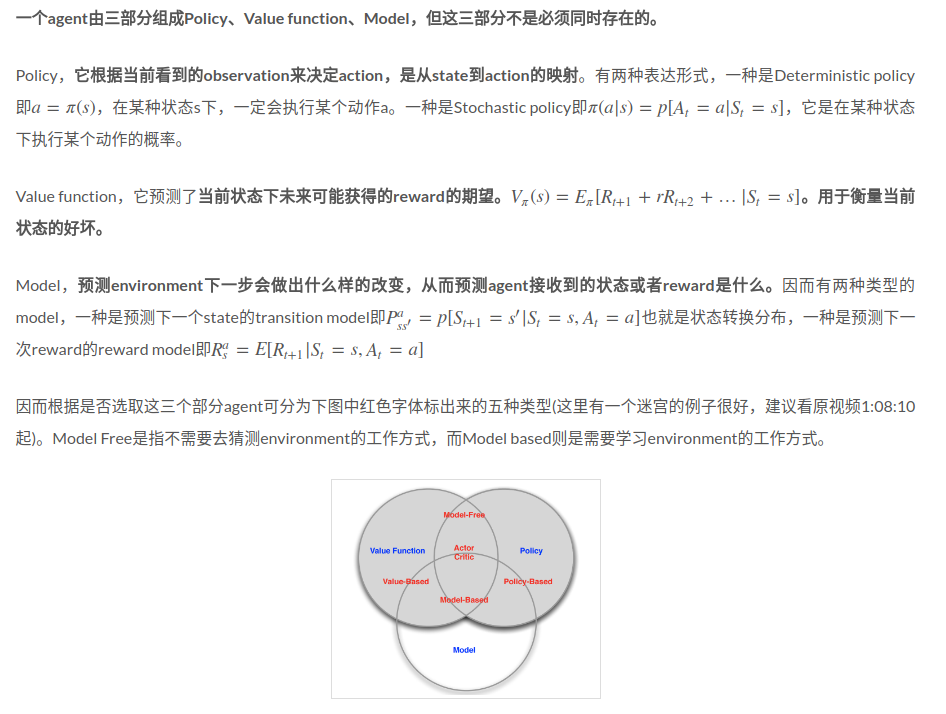 一个agent由三部分组成Policy、Value function、Model，但这三部分不是必须同时存在的。
Policy，它根据当前看到的observation来决定action，是从state到action的映射。有两种表达形式，一种是Deterministic policy
即a = π(s)，在某种状态s下，一定会执行某个动作a。一种是Stochastic policy即π(a|s) = p[A_t = a|S_t = s]，它是在某种状态
下执行某个动作的概率。
Value function，它预测了当前状态下未来可能获得的reward的期望。V_π(s) = E_π[R_{t+1} + rR_{t+2} + … |S_t = s]。用于衡量当前
状态的好坏。
Model，预测environment下一步会做出什么样的改变，从而预测agent接收到的状态或者reward是什么。因而有两种类型的
model，一种是预测下一个state的transition model即P^a_{ss′} = p[S_{t+1} = s′|S_t = s, A_t = a]也就是状态转换分布，一种是预测下一
次reward的reward model即R^a_s = E[R_{t+1}|S_t = s, A_t = a]
因而根据是否选取这三个部分agent可分为下图中红色字体标出来的五种类型(这里有一个迷宫的例子很好，建议看原视频1:08:10
起)。Model Free是指不需要去猜测environment的工作方式，而Model based则是需要学习environment的工作方式。
Model-Free
Value Function
Actor
Critic
Policy
Value-Based
Policy-Based
Model-Based
Model